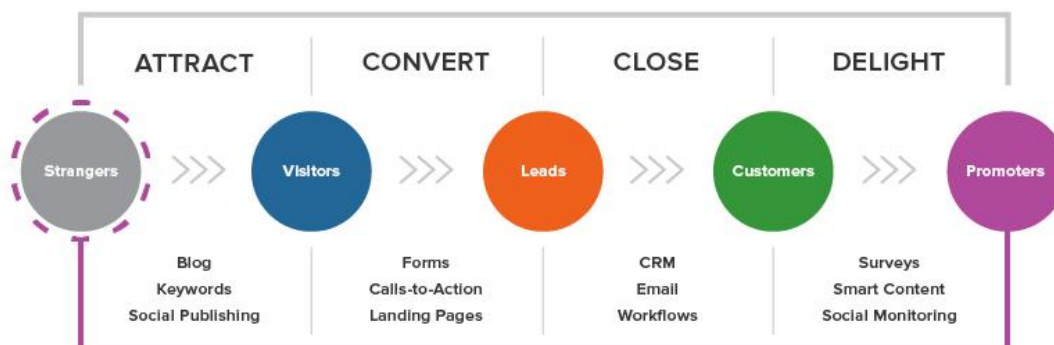 ATTRACT CONVERT CLOSE DELIGHT
Strangers Visitors Leads Customers Promoters
Blog Forms CRM Surveys
Keywords Calls-to-Action Email Smart Content
Social Publishing Landing Pages Workflows Social Monitoring